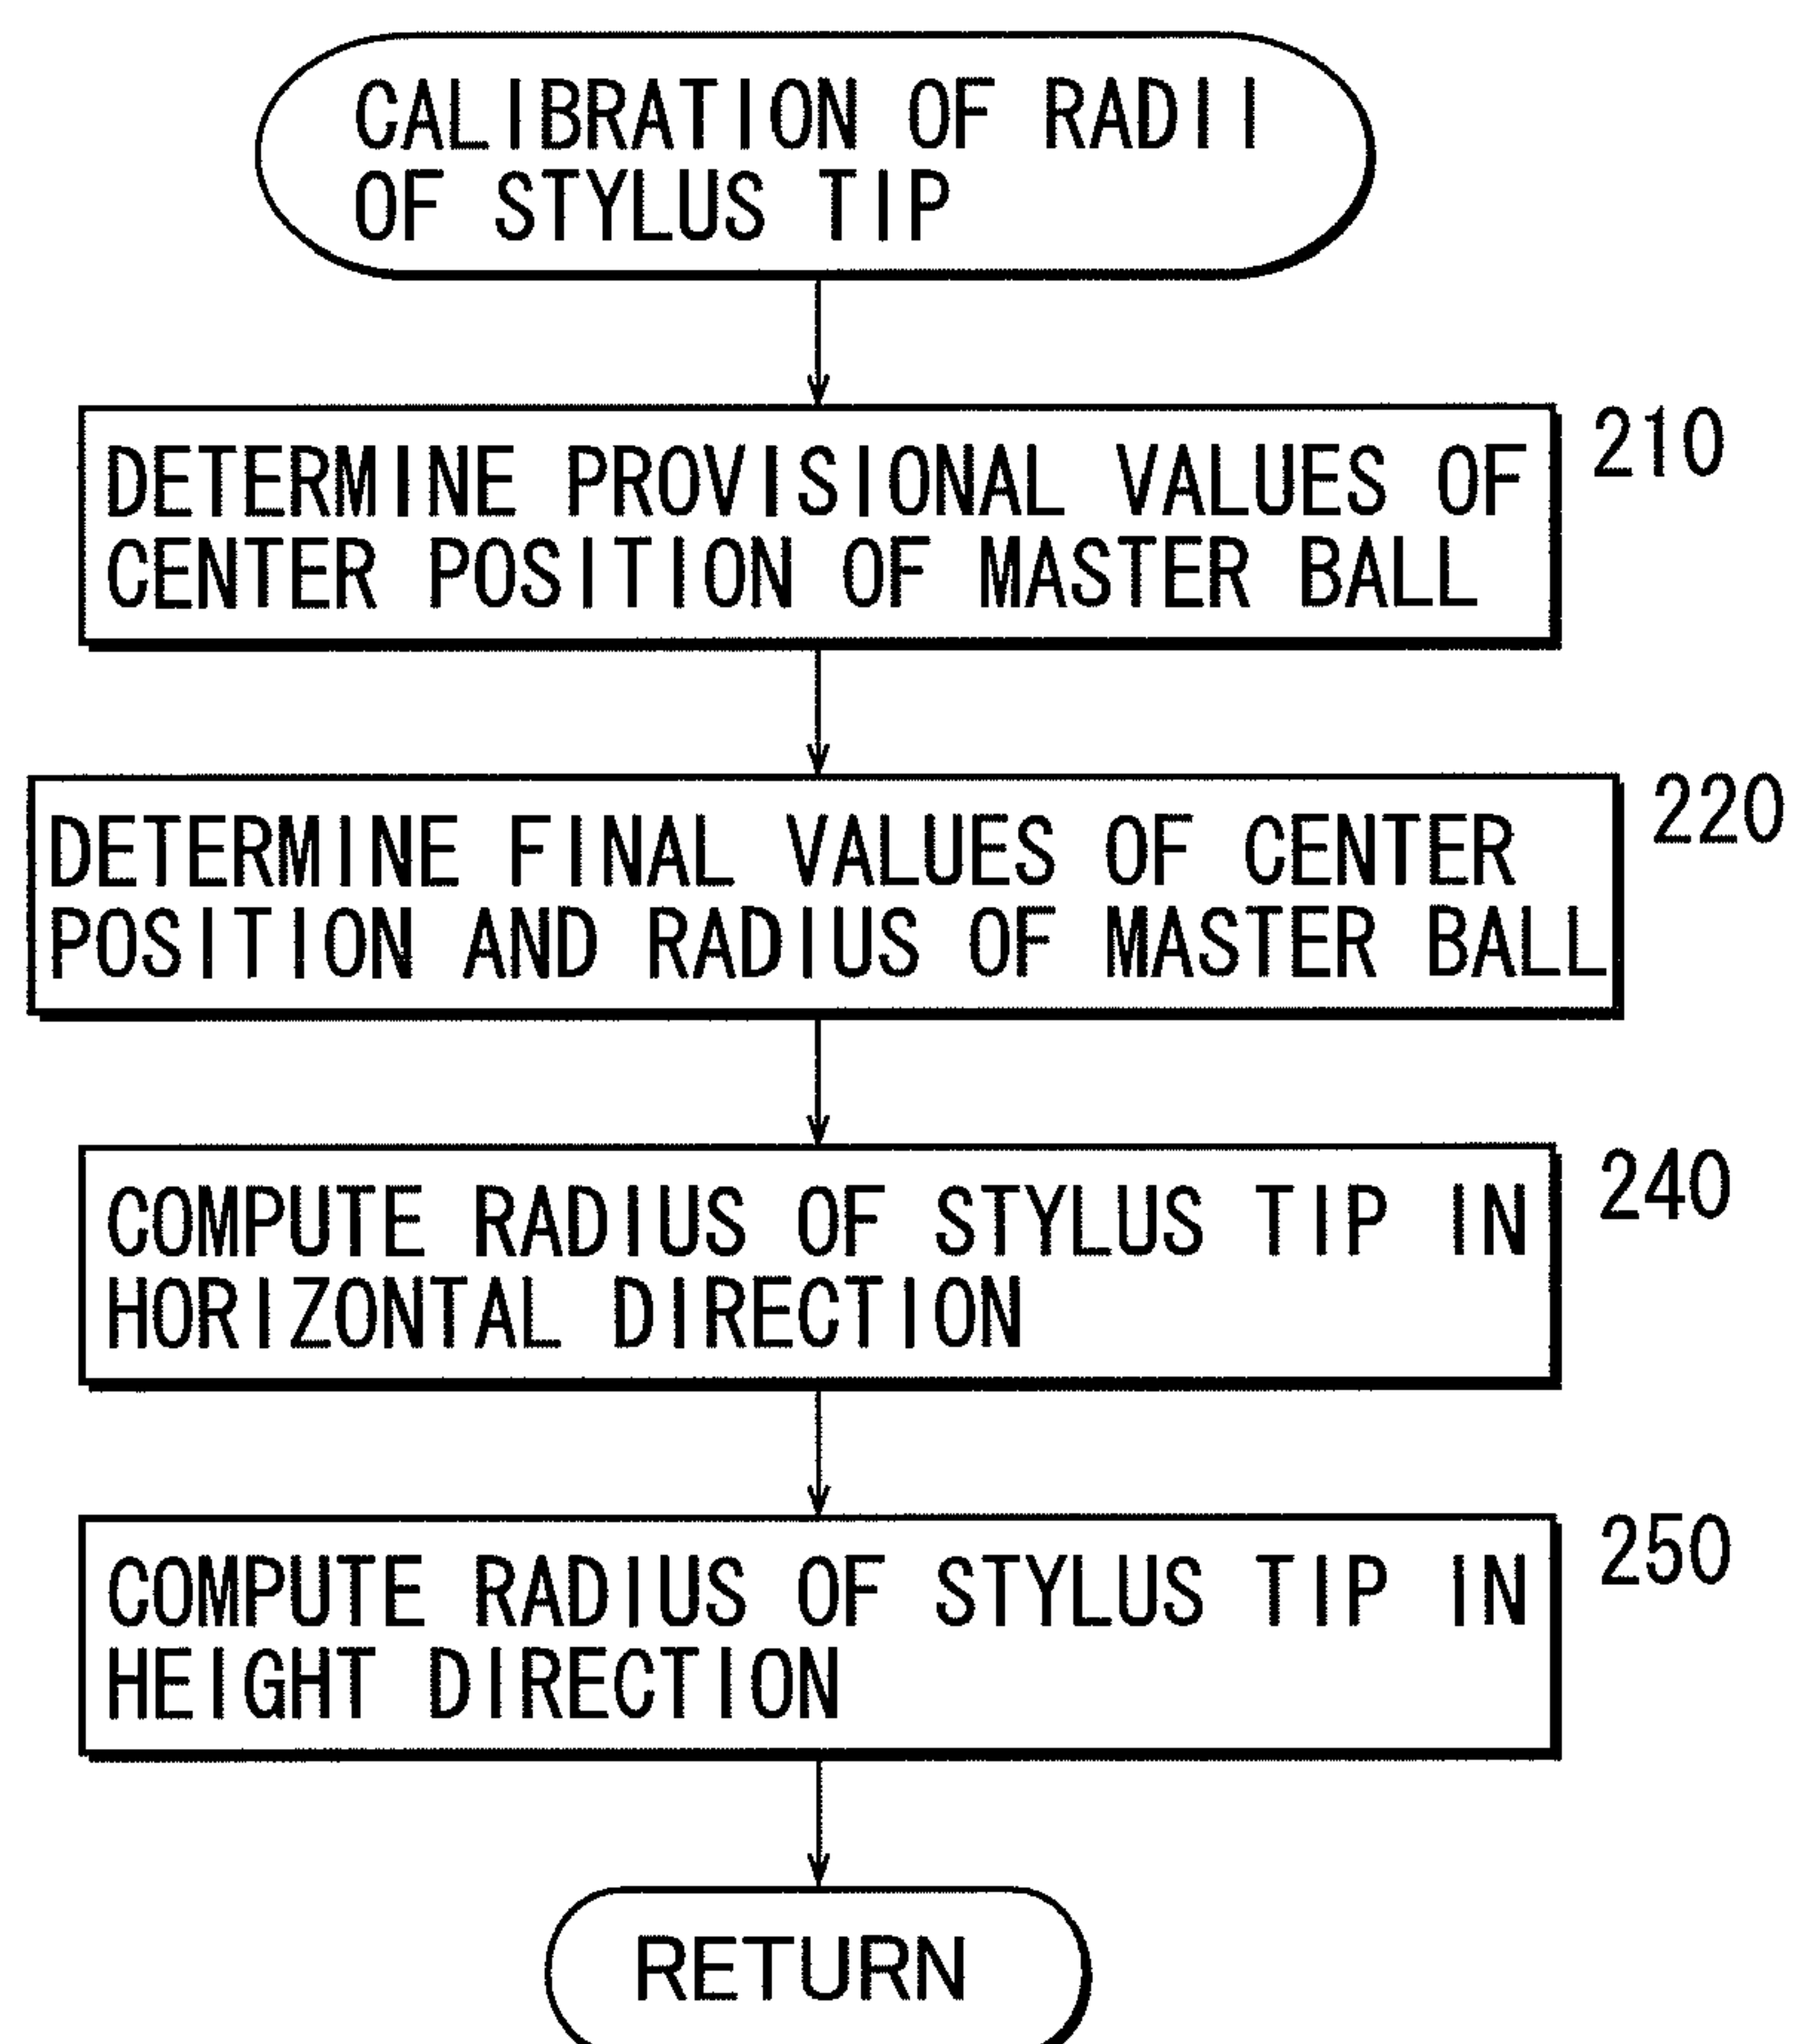 CALIBRATION OF RADII
OF STYLUS TIP
210
DETERMINE PROVISIONAL VALUES OF
CENTER POSITION OF MASTER BALL
220
DETERMINE FINAL VALUES OF CENTER
POSITION AND RADIUS OF MASTER BALL
240
COMPUTE RADIUS OF STYLUS TIP IN
HORIZONTAL DIRECTION
250
COMPUTE RADIUS OF STYLUS TIP IN
HEIGHT DIRECTION
RETURN